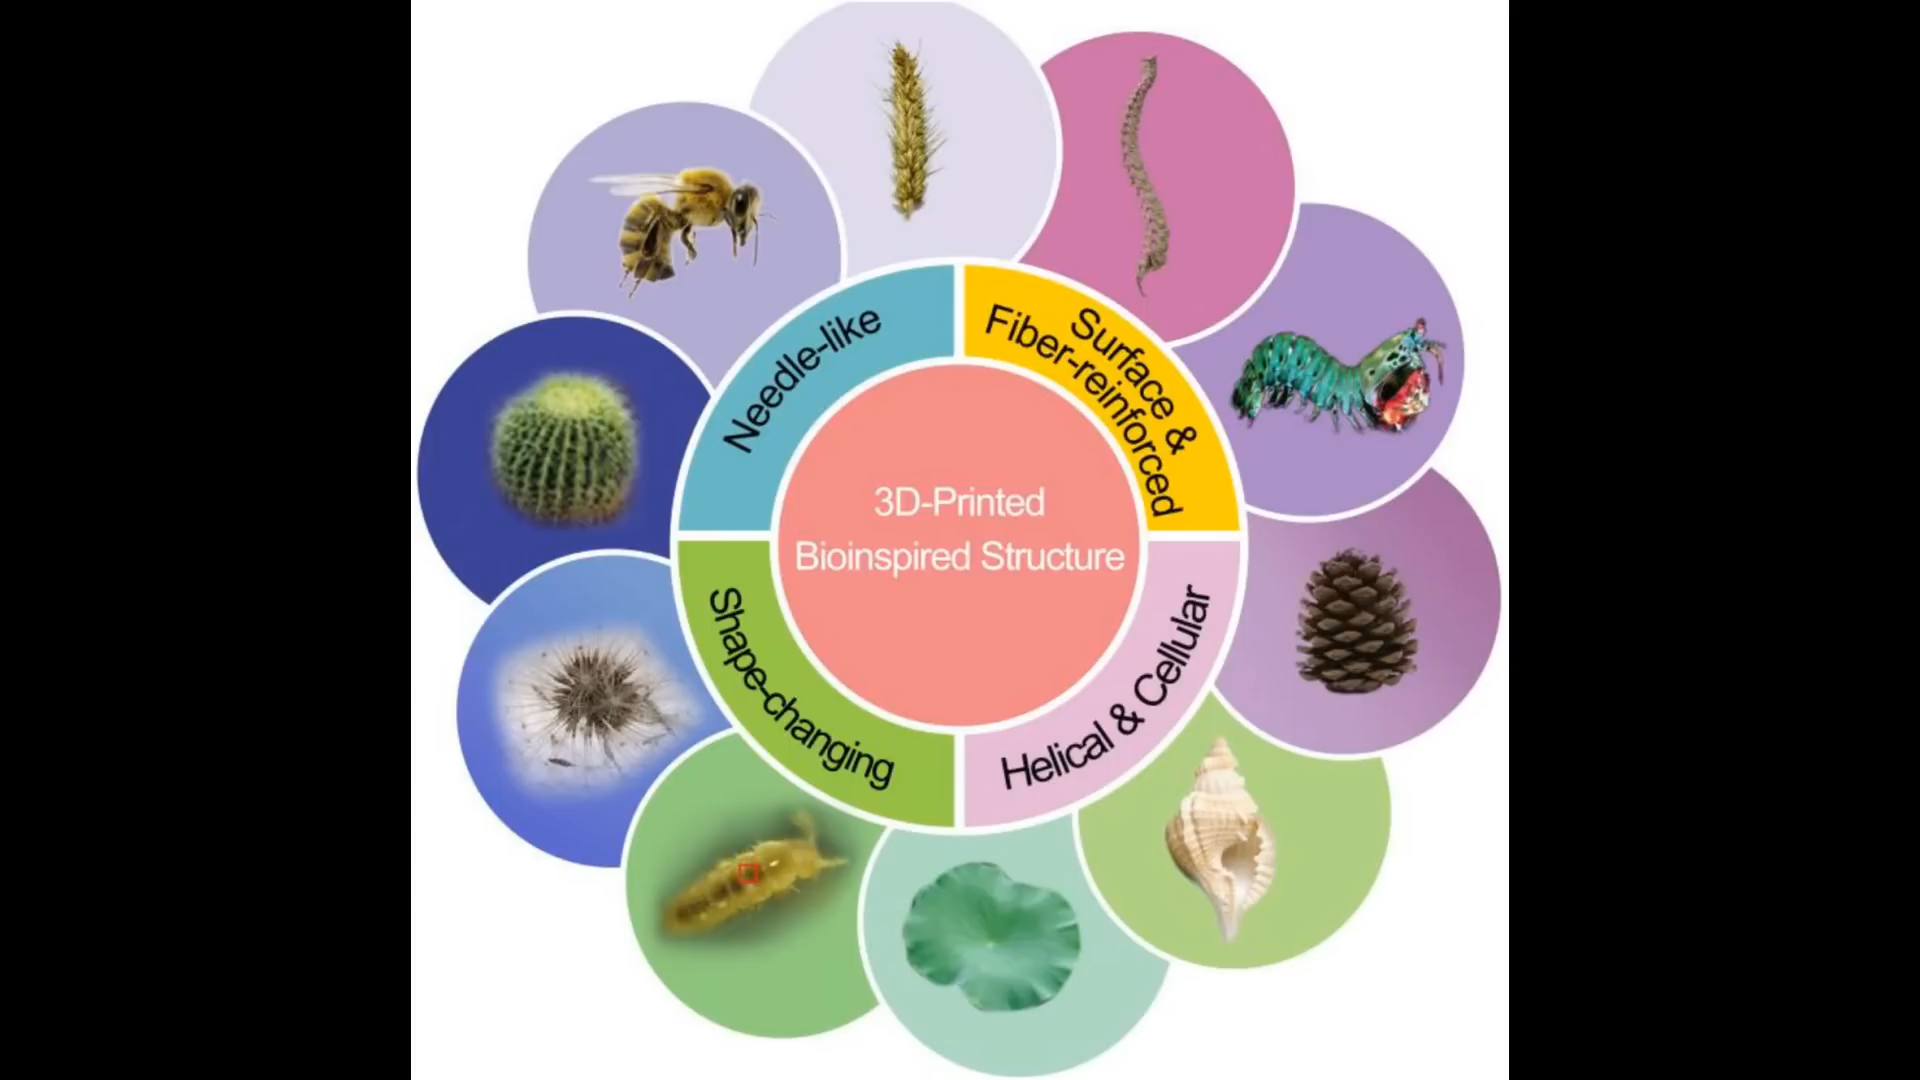 Needle-like
Surface &
Fiber-reinforced
3D-Printed
Bioinspired Structure
Shape-changing
Helical & Cellular